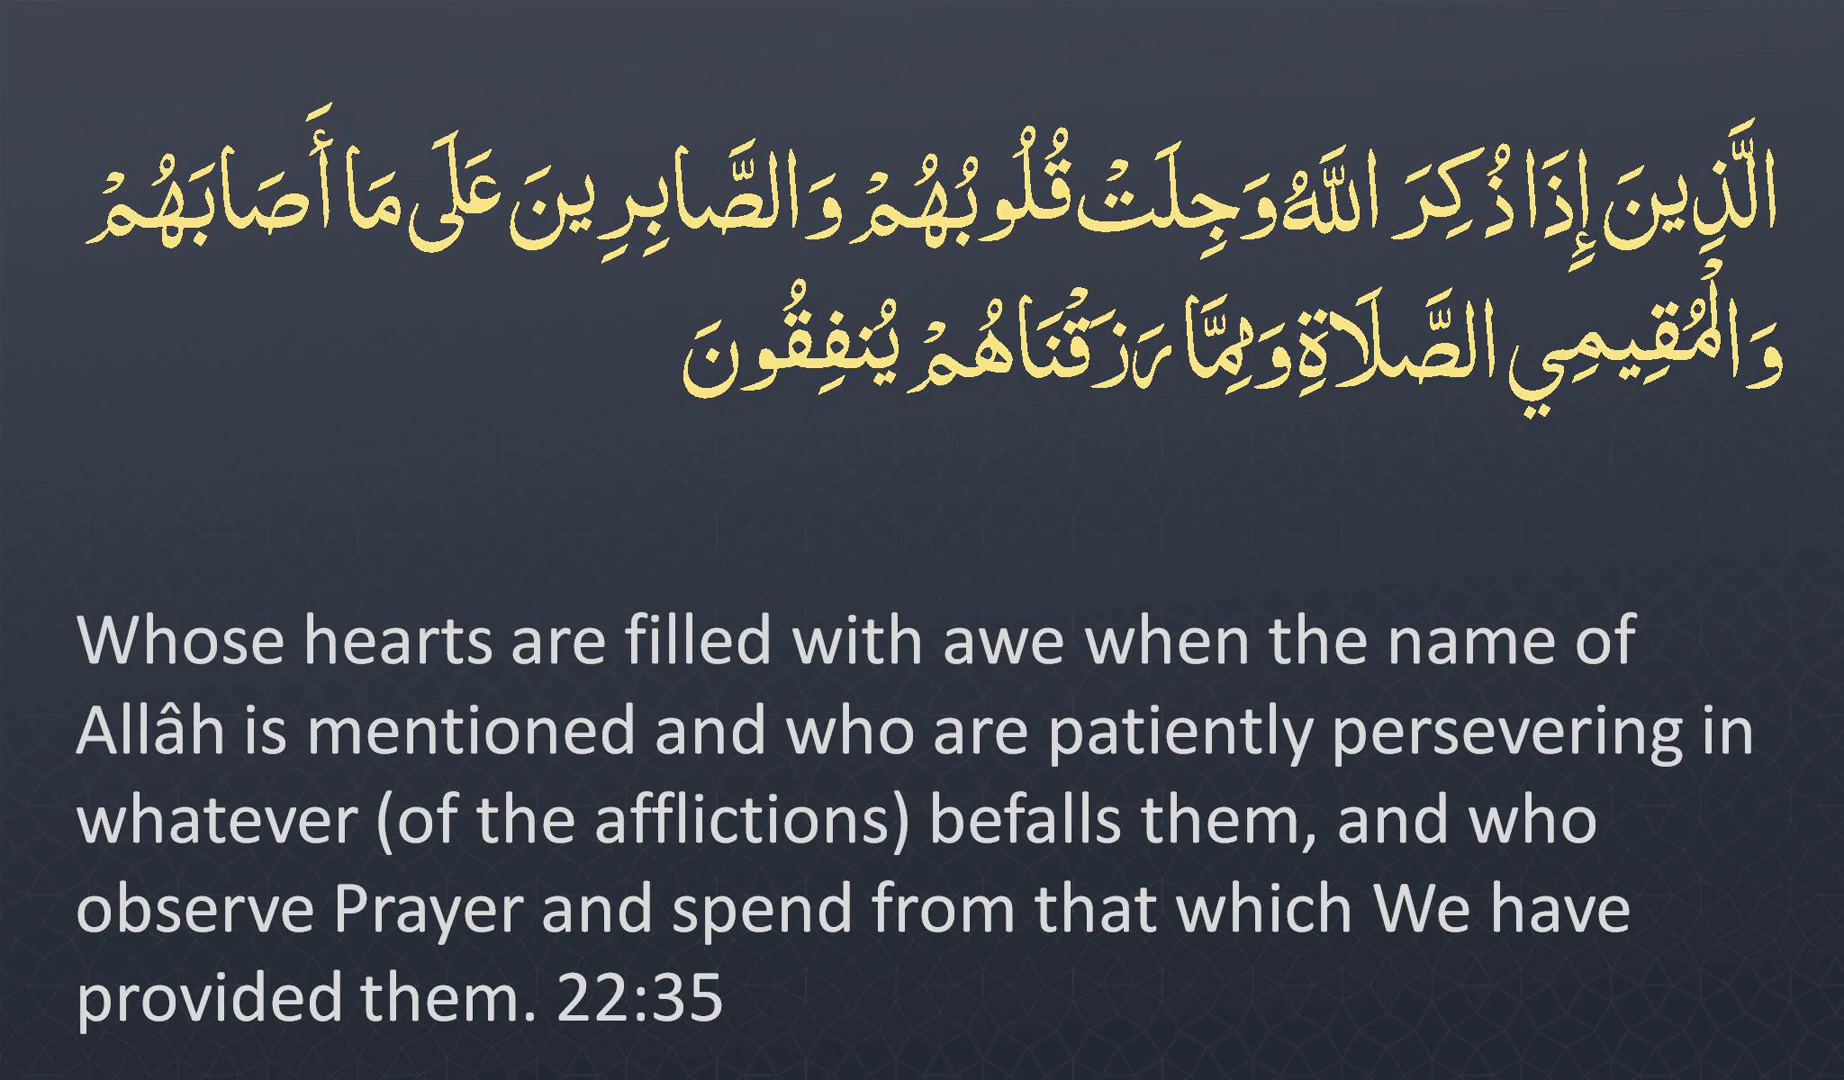 الَّذِينَ إِذَا ذُكِرَ اللَّهُ وَجِلَتْ قُلُوبُهُمْ وَالصَّابِرِينَ عَلَى مَا أَصَابَهُمْ
وَالْمُقِيمِي الصَّلَاةِ وَمِمَّا رَزَقْنَاهُمْ يُنفِقُونَ
Whose hearts are filled with awe when the name of
Allâh is mentioned and who are patiently persevering in
whatever (of the afflictions) befalls them, and who
observe Prayer and spend from that which We have
provided them. 22:35